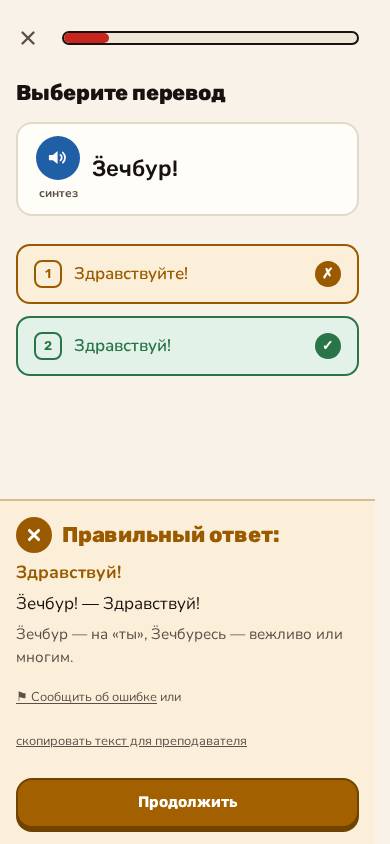 Выберите перевод
синтез
Ӟечбур!
1 Здравствуйте!
2 Здравствуй!
Правильный ответ:
Здравствуй!
Ӟечбур! — Здравствуй!
Ӟечбур — на «ты», Ӟечбуресь — вежливо или
многим.
⚑ Сообщить об ошибке или
скопировать текст для преподавателя
Продолжить